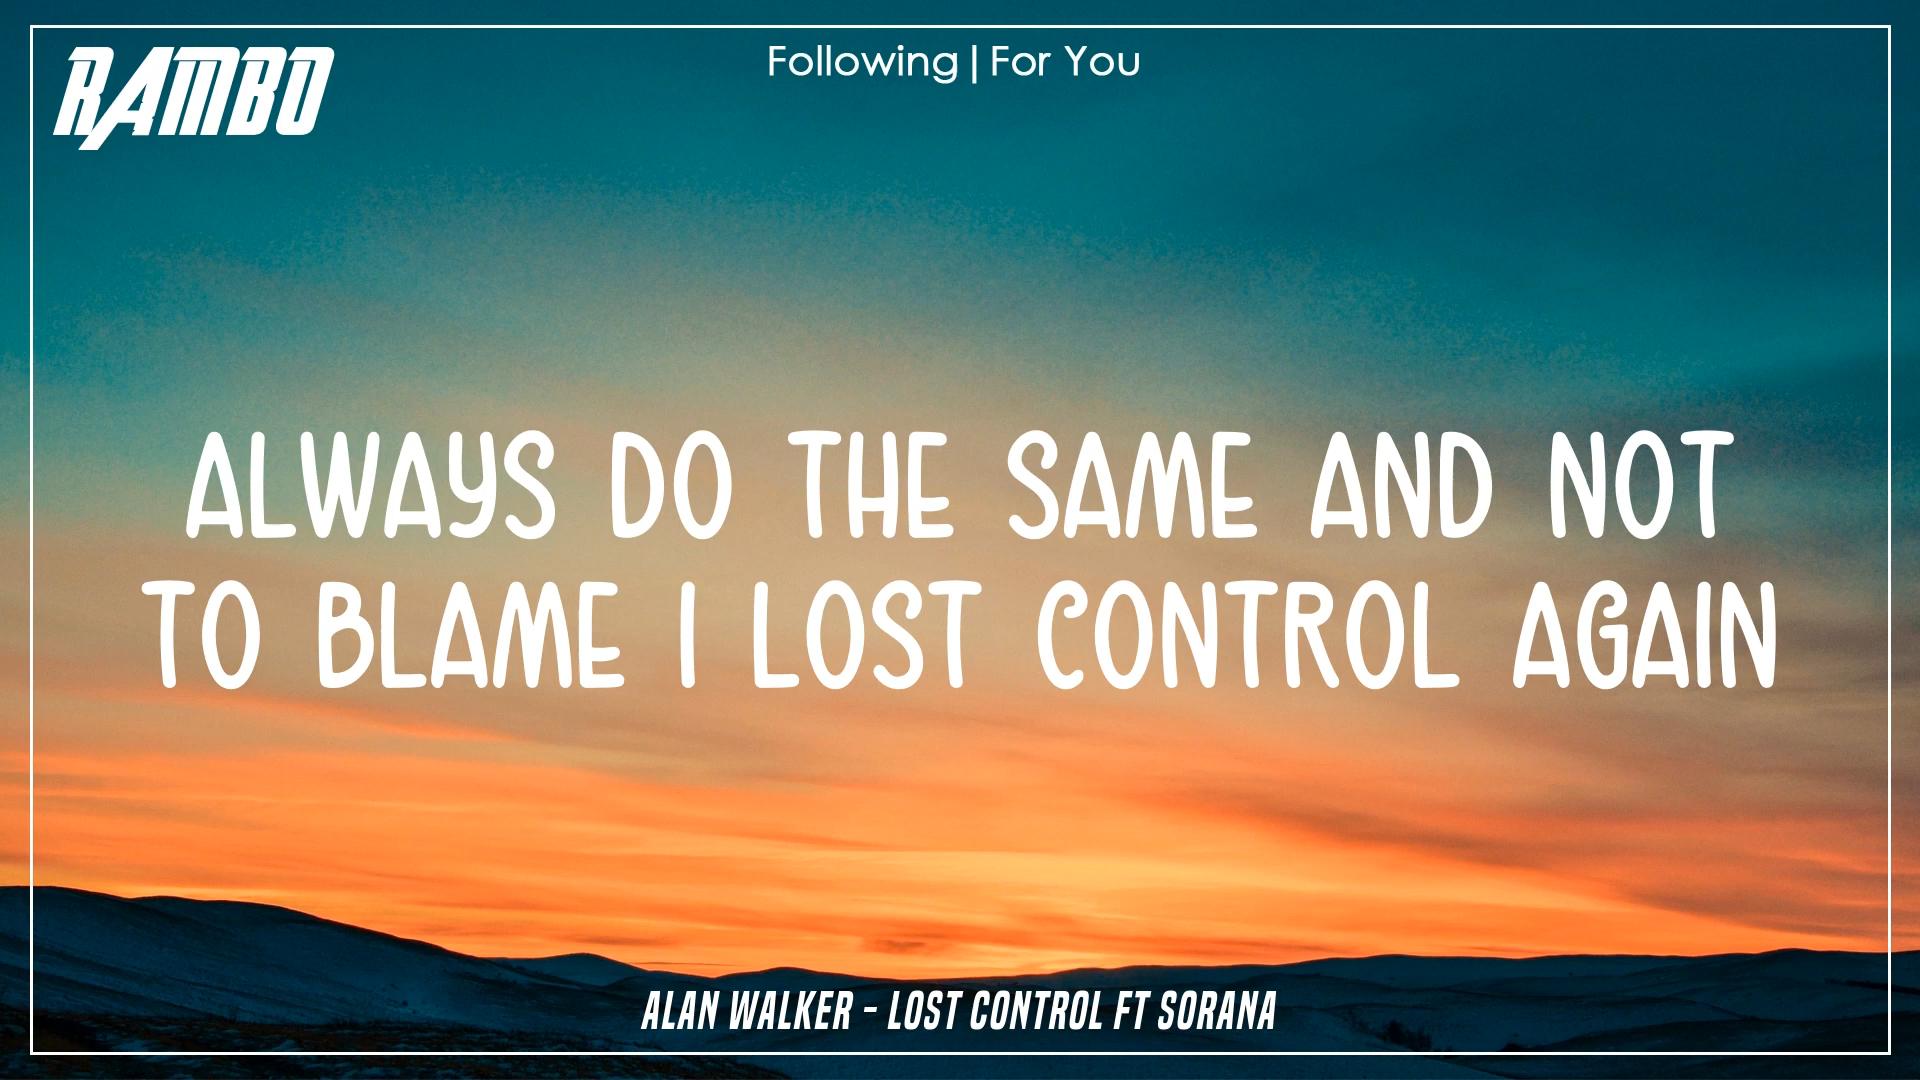 RAMBO
Following | For You
ALWAYS DO THE SAME AND NOT
TO BLAME I LOST CONTROL AGAIN
ALAN WALKER - LOST CONTROL FT SORANA